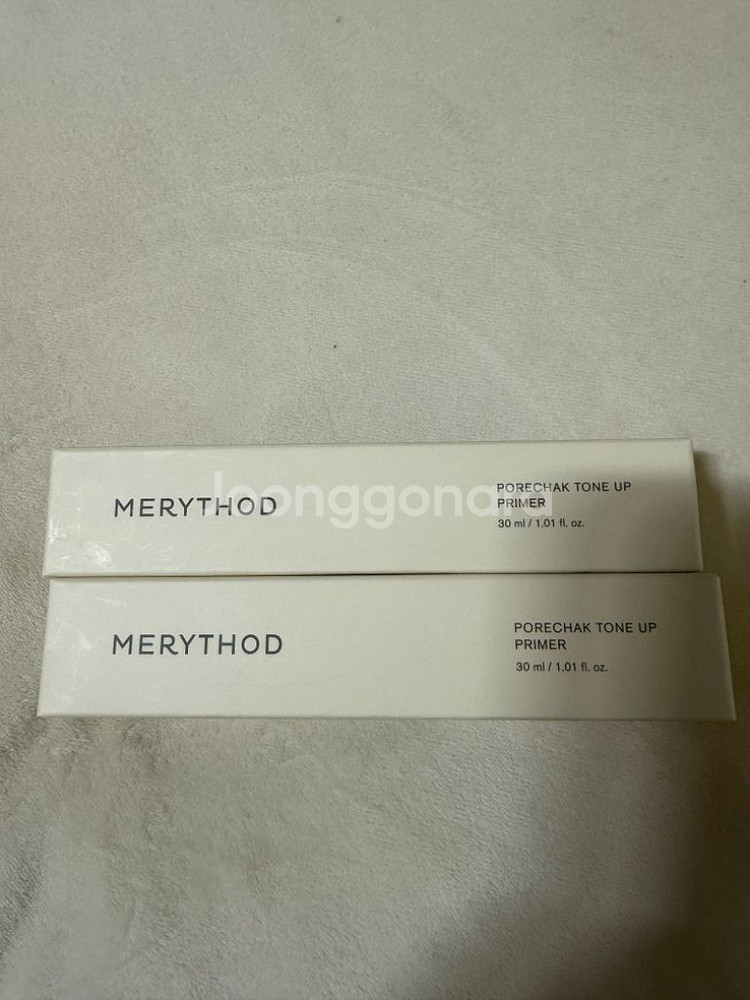 MERYTHOD
PORECHAK TONE UP
PRIMER
30 ml / 1.01 fl. oz.
joonggonara
MERYTHOD
PORECHAK TONE UP
PRIMER
30 ml / 1.01 fl. oz.